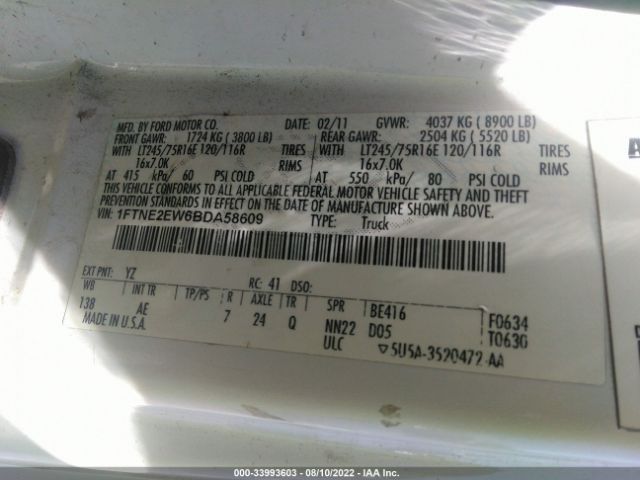 MFD. BY FORD MOTOR CO. DATE: 02/11 GVWR: 4037 KG ( 8900 LB)
FRONT GAWR: 1724 KG ( 3800 LB) REAR GAWR: 2504 KG ( 5520 LB)
WITH LT245/75R16E 120/116R TIRES WITH LT245/75R16E 120/116R TIRES
16x7.0K RIMS 16x7.0K RIMS
AT 415 kPa/ 60 PSI COLD AT 550 kPa/ 80 PSI COLD
THIS VEHICLE CONFORMS TO ALL APPLICABLE FEDERAL MOTOR VEHICLE SAFETY AND THEFT
PREVENTION STANDARDS IN EFFECT ON THE DATE OF MANUFACTURE SHOWN ABOVE.
VIN: 1FTNE2EW6BDA58609 TYPE: Truck
EXT PNT: YZ RC: 41 DSO:
WB INT TR TP/PS R AXLE TR SPR BE416 F0634
138 AE 7 24 Q NN22 D05 T0630
MADE IN U.S.A. ULC 5U5A-3520472-AA
000-33993603 - 08/10/2022 - IAA Inc.